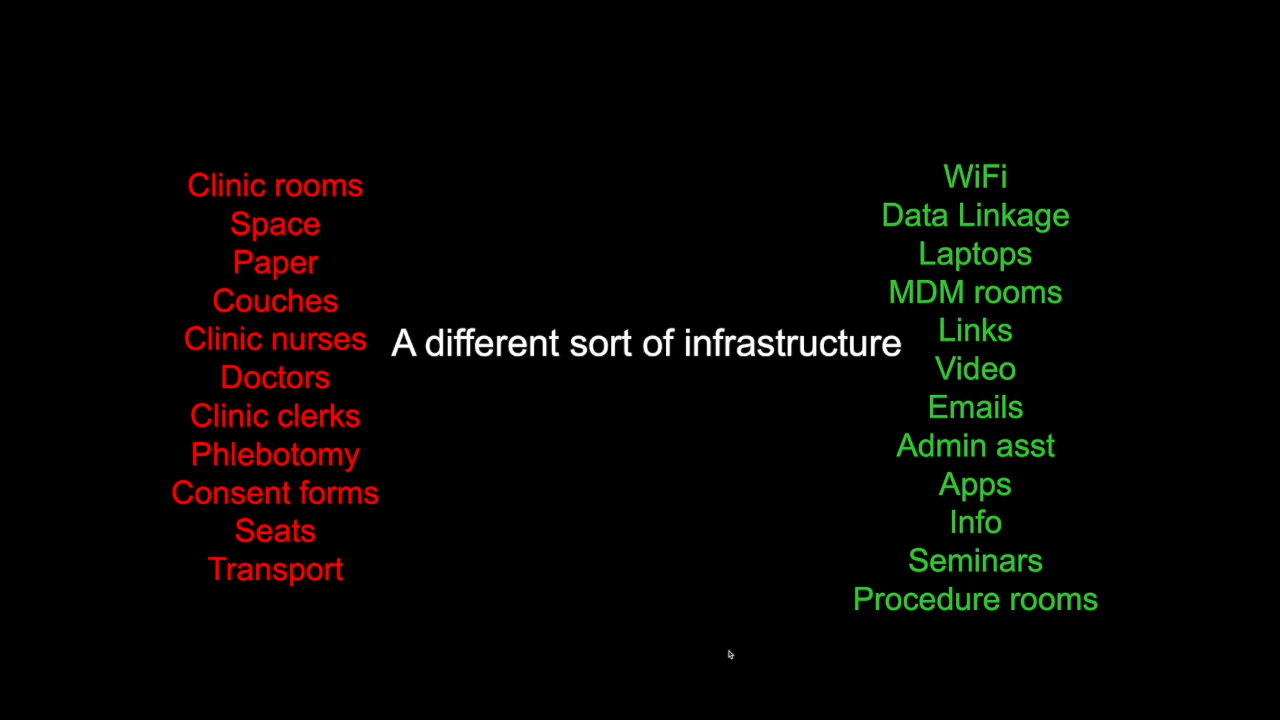 Clinic rooms
Space
Paper
Couches
Clinic nurses
Doctors
Clinic clerks
Phlebotomy
Consent forms
Seats
Transport
A different sort of infrastructure
WiFi
Data Linkage
Laptops
MDM rooms
Links
Video
Emails
Admin asst
Apps
Info
Seminars
Procedure rooms